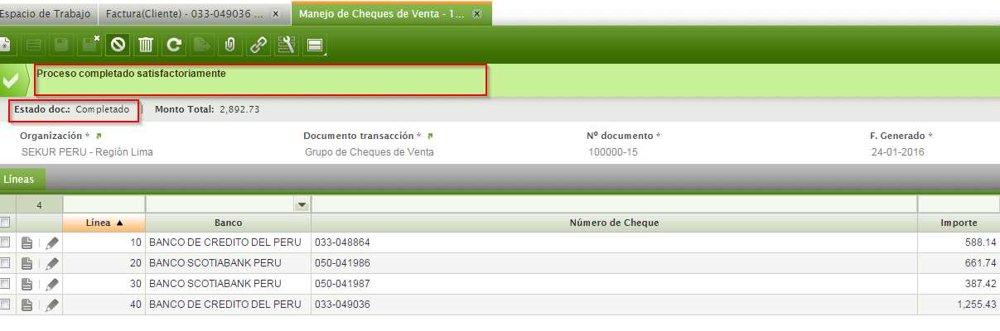 Espacio de Trabajo Factura(Cliente) - 033-049036 ... x Manejo de Cheques de Venta - 1... x
Proceso completado satisfactoriamente
Estado doc.: Completado | Monto Total: 2,892.73
Organización * Documento transacción * Nº documento * F. Generado *
SEKUR PERU - Región Lima Grupo de Cheques de Venta 100000-15 24-01-2016
Líneas
4
Línea ▲ Banco Número de Cheque Importe
10 BANCO DE CREDITO DEL PERU 033-048864 588.14
20 BANCO SCOTIABANK PERU 050-041986 661.74
30 BANCO SCOTIABANK PERU 050-041987 387.42
40 BANCO DE CREDITO DEL PERU 033-049036 1,255.43